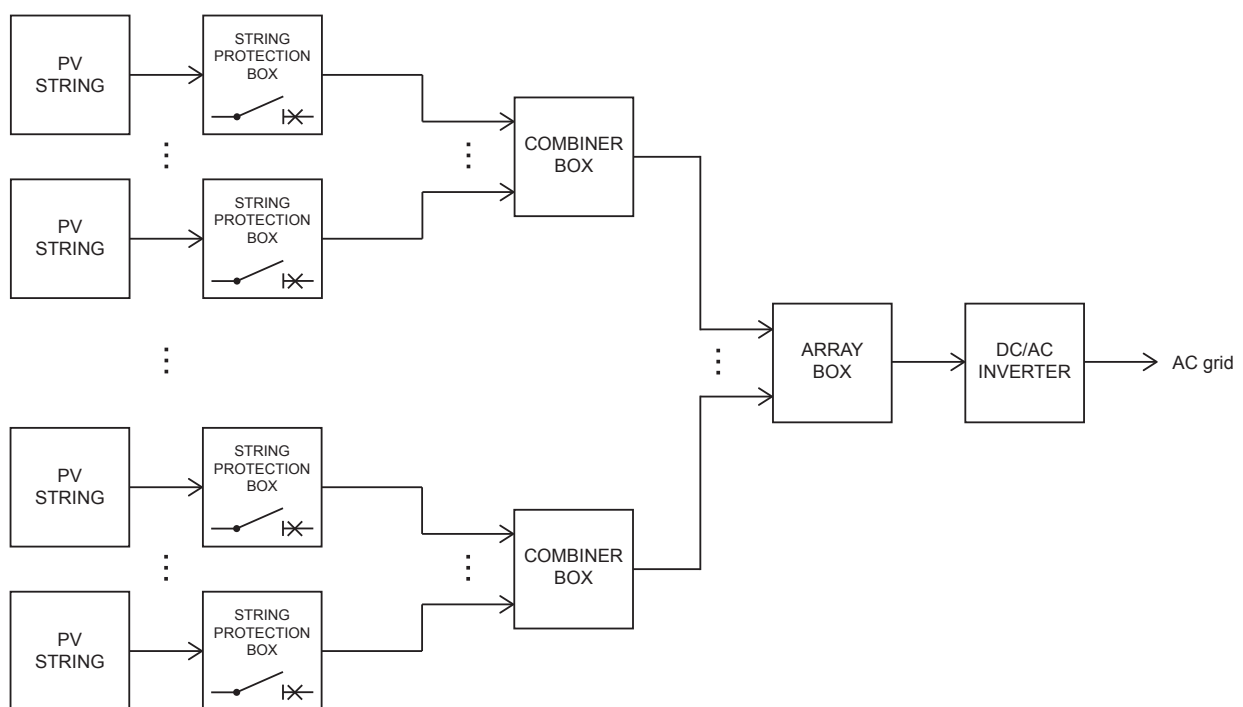 PV
STRING
STRING
PROTECTION
BOX
PV
STRING
STRING
PROTECTION
BOX
COMBINER
BOX
ARRAY
BOX
DC/AC
INVERTER
AC grid
PV
STRING
STRING
PROTECTION
BOX
COMBINER
BOX
PV
STRING
STRING
PROTECTION
BOX